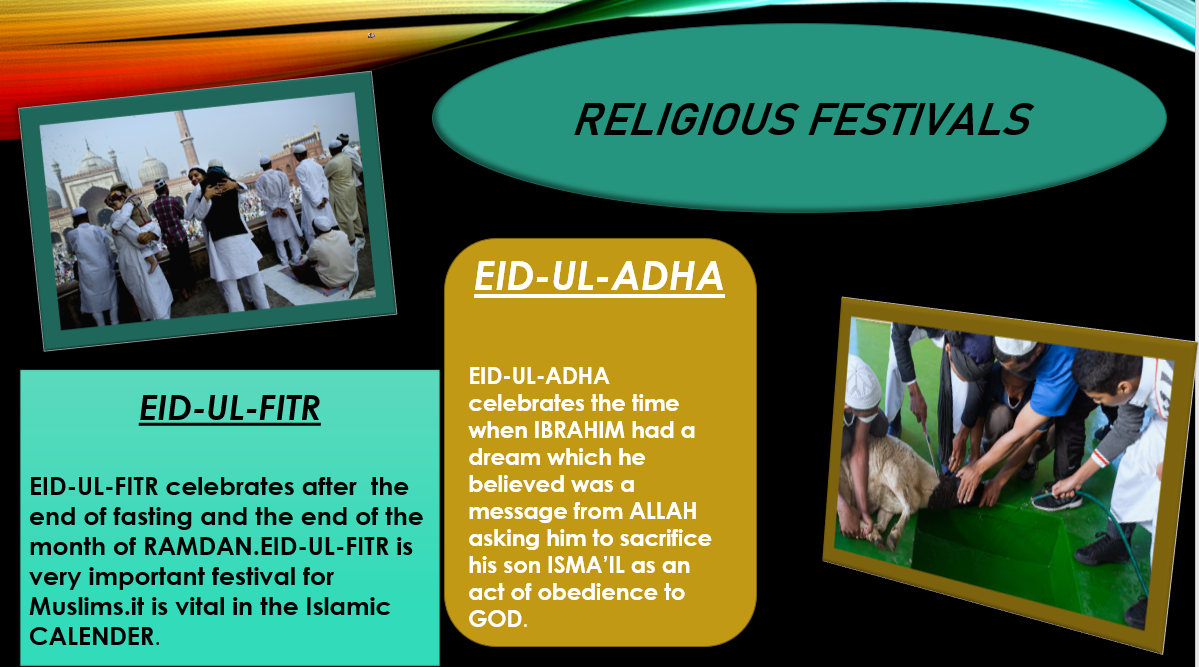 RELIGIOUS FESTIVALS
EID-UL-FITR
EID-UL-FITR celebrates after  the
end of fasting and the end of the
month of RAMDAN.EID-UL-FITR is
very important festival for
Muslims.it is vital in the Islamic
CALENDER.
EID-UL-ADHA
EID-UL-ADHA
celebrates the time
when IBRAHIM had a
dream which he
believed was a
message from ALLAH
asking him to sacrifice
his son ISMA’IL as an
act of obedience to
GOD.